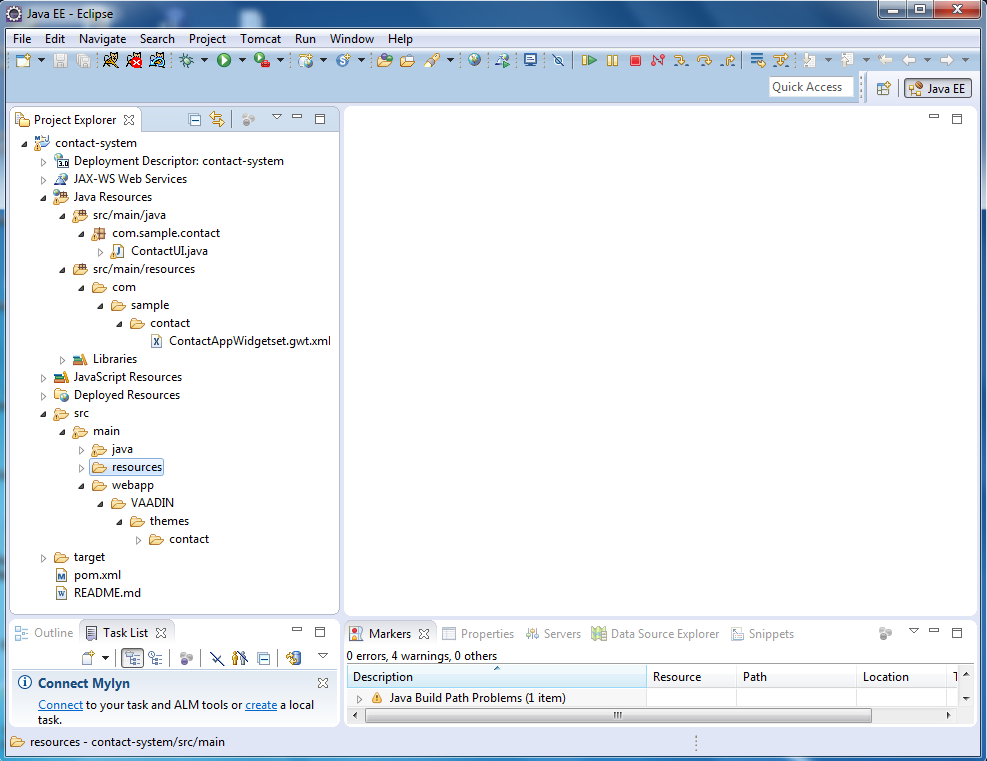 Java EE - Eclipse
File Edit Navigate Search Project Tomcat Run Window Help
Quick Access
Java EE
Project Explorer
contact-system
Deployment Descriptor: contact-system
JAX-WS Web Services
Java Resources
src/main/java
com.sample.contact
ContactUI.java
src/main/resources
com
sample
contact
ContactAppWidgetset.gwt.xml
Libraries
JavaScript Resources
Deployed Resources
src
main
java
resources
webapp
VAADIN
themes
contact
target
pom.xml
README.md
Outline Task List
Connect Mylyn
Connect to your task and ALM tools or create a local
task.
Markers Properties Servers Data Source Explorer Snippets
0 errors, 4 warnings, 0 others
Description Resource Path Location T
Java Build Path Problems (1 item)
resources - contact-system/src/main